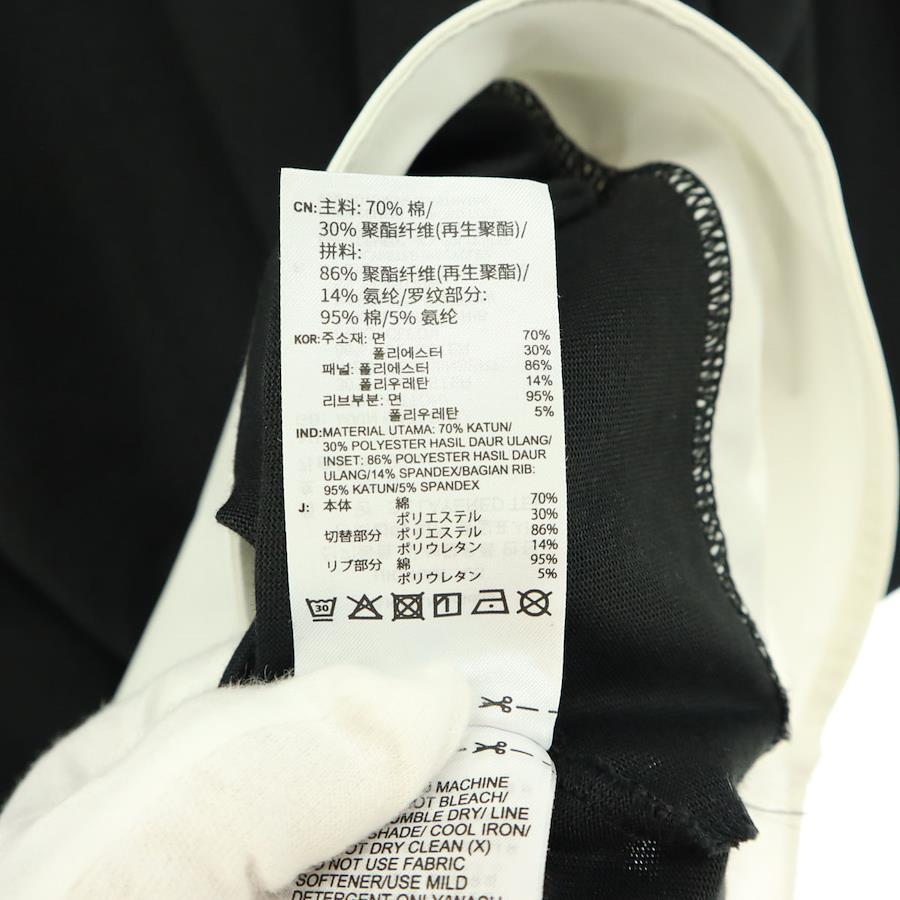 CN:主料: 70% 棉/
30% 聚酯纤维(再生聚酯)/
拼料:
86% 聚酯纤维(再生聚酯)/
14% 氨纶/罗纹部分:
95% 棉/5% 氨纶
KOR:주소재: 면 70%
폴리에스터 30%
패널: 폴리에스터 86%
폴리우레탄 14%
리브부분: 면 95%
폴리우레탄 5%
IND:MATERIAL UTAMA: 70% KATUN/
30% POLYESTER HASIL DAUR ULANG/
INSET: 86% POLYESTER HASIL DAUR
ULANG/14% SPANDEX/BAGIAN RIB:
95% KATUN/5% SPANDEX
J: 本体 綿 70%
ポリエステル 30%
切替部分 ポリエステル 86%
ポリウレタン 14%
リブ部分 綿 95%
ポリウレタン 5%
30
MACHINE
BLEACH/
DRY/ LINE
SHADE/ COOL IRON/
DRY CLEAN (X)
NOT USE FABRIC
SOFTENER/USE MILD
DETERGENT ONLY/WASH